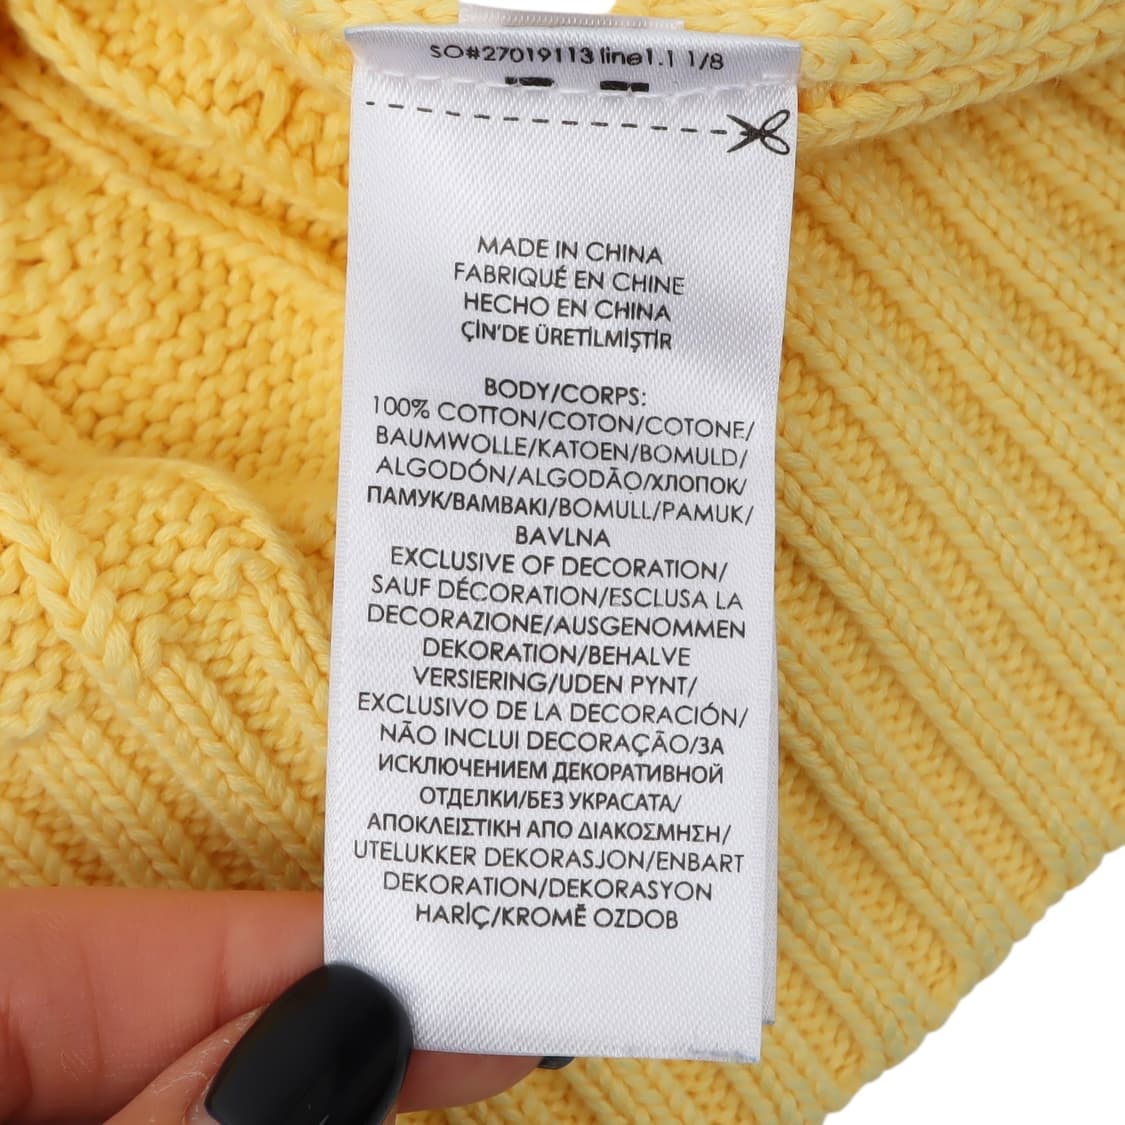 SO#27019113 line1.1 1/8
MADE IN CHINA
FABRIQUÉ EN CHINE
HECHO EN CHINA
ÇİN'DE ÜRETİLMİŞTİR
BODY/CORPS:
100% COTTON/COTON/COTONE/
BAUMWOLLE/KATOEN/BOMULD/
ALGODÓN/ALGODÃO/ХЛОПОК/
ПАМУК/ΒΑΜΒΑΚΙ/BOMULL/PAMUK/
BAVLNA
EXCLUSIVE OF DECORATION/
SAUF DÉCORATION/ESCLUSA LA
DECORAZIONE/AUSGENOMMEN
DEKORATION/BEHALVE
VERSIERING/UDEN PYNT/
EXCLUSIVO DE LA DECORACIÓN/
NÃO INCLUI DECORAÇÃO/ЗА
ИСКЛЮЧЕНИЕМ ДЕКОРАТИВНОЙ
ОТДЕЛКИ/БЕЗ УКРАСАТА/
ΑΠΟΚΛΕΙΣΤΙΚΗ ΑΠΟ ΔΙΑΚΟΣΜΗΣΗ/
UTELUKKER DEKORASJON/ENBART
DEKORATION/DEKORASYON
HARİÇ/KROMĚ OZDOB